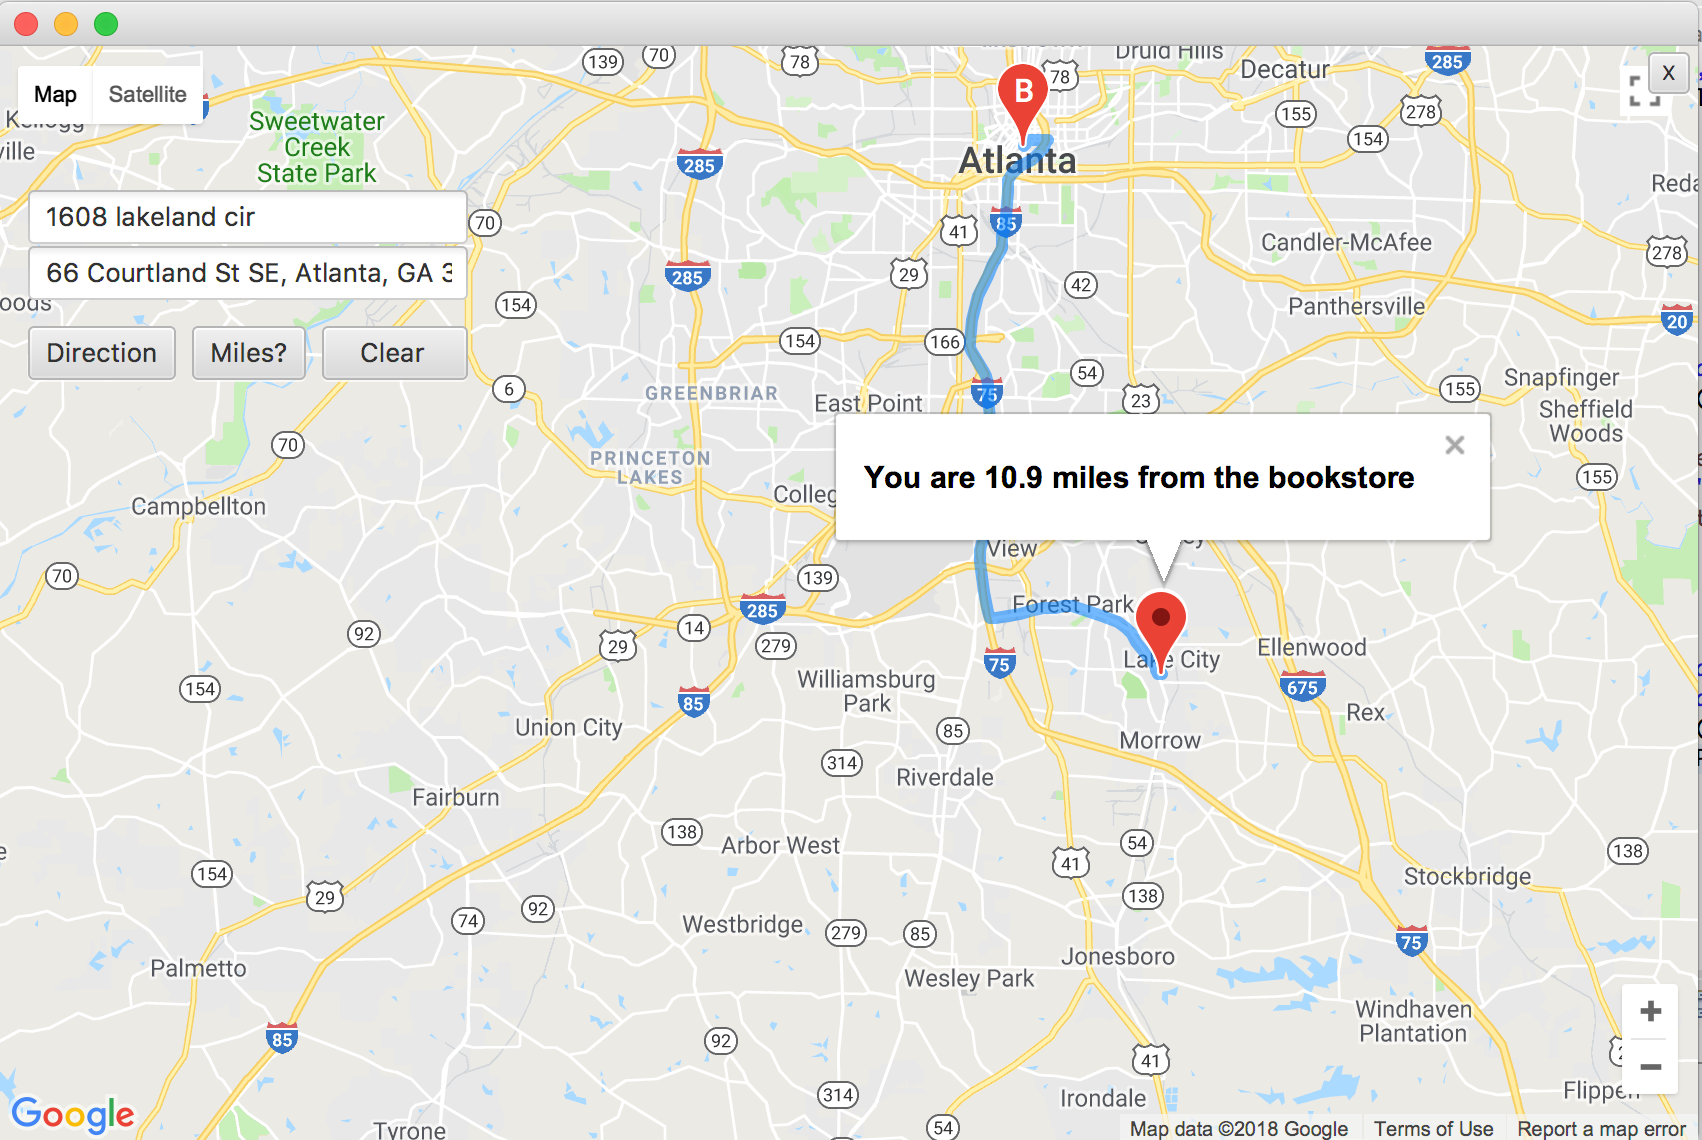 139
70
78
Druid Hills
78
Decatur
285
X
Map
Satellite
Kellogg
ville
B
278
155
154
Sweetwater
Creek
State Park
285
Atlanta
1608 lakeland cir
70
41
85
Candler-McAfee
278
66 Courtland St SE, Atlanta, GA 3
285
29
42
oods
154
Panthersville
20
Direction
Miles?
Clear
154
166
54
6
GREENBRIAR
East Point
75
23
155
Snapfinger
Sheffield
Woods
70
PRINCETON
LAKES
Colleg
You are 10.9 miles from the bookstore
×
155
Campbellton
View
70
139
285
Forest Park
92
14
29
279
75
Lake City
Ellenwood
154
Williamsburg
Park
85
675
Rex
Union City
85
Morrow
314
Riverdale
Fairburn
138
Arbor West
54
41
138
154
29
74
92
138
Stockbridge
Westbridge
279
85
75
Palmetto
Wesley Park
Jonesboro
85
92
Windhaven
Plantation
+
−
41
314
Irondale
Flippen
Google
Tyrone
54
Map data ©2018 Google
Terms of Use
Report a map error